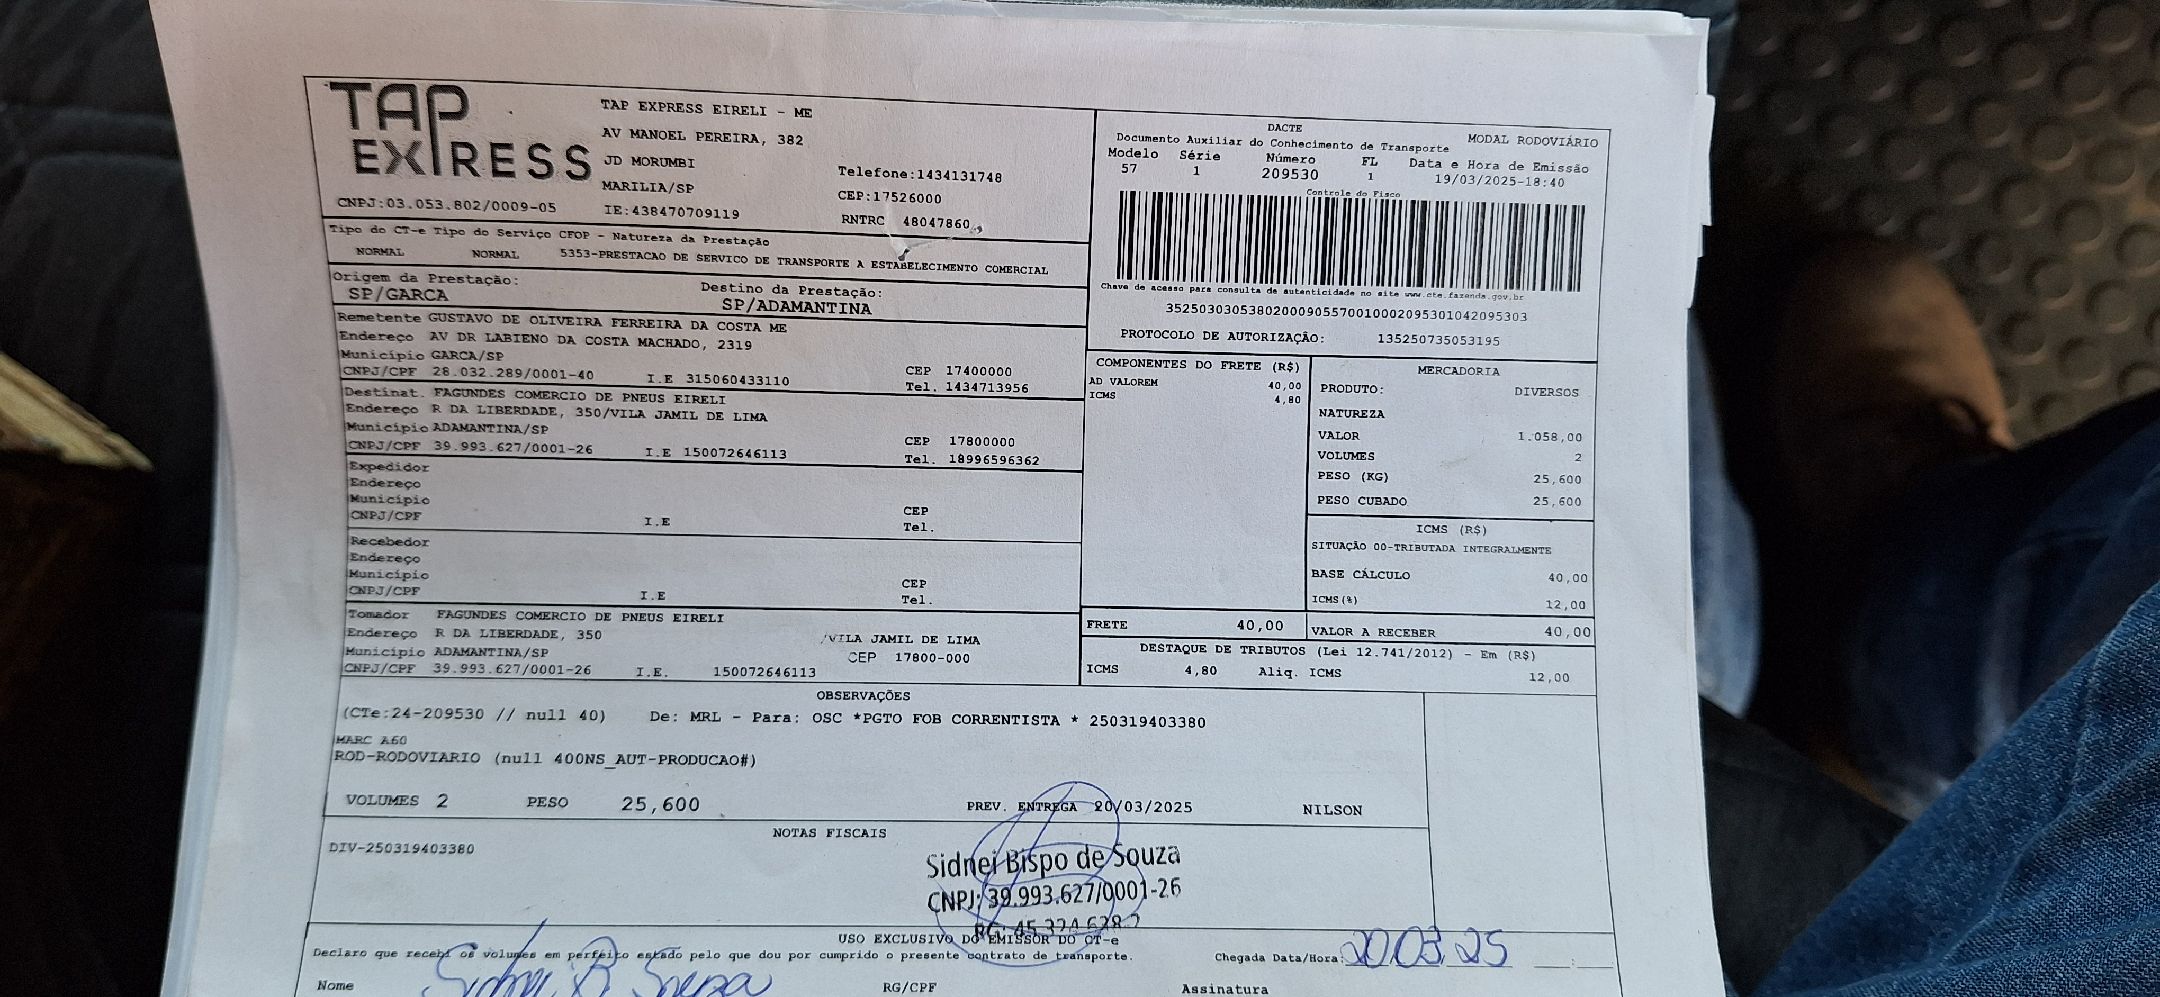 TAP EXPRESS
TAP EXPRESS EIRELI - ME
AV MANOEL PEREIRA, 382
JD MORUMBI
MARILIA/SP
Telefone:1434131748
CEP:17526000
CNPJ:03.053.802/0009-05 IE:438470709119 RNTRC 48047860
DACTE MODAL RODOVIÁRIO
Documento Auxiliar do Conhecimento de Transporte
Modelo Série Número FL Data e Hora de Emissão
57 1 209530 1 19/03/2025-18:40
Controle do Fisco
Chave de acesso para consulta de autenticidade no site www.cte.fazenda.gov.br
35250303053802000905570010002095301042095303
PROTOCOLO DE AUTORIZAÇÃO: 135250735053195
Tipo do CT-e Tipo do Serviço CFOP - Natureza da Prestação
NORMAL NORMAL 5353-PRESTACAO DE SERVICO DE TRANSPORTE A ESTABELECIMENTO COMERCIAL
Origem da Prestação: Destino da Prestação:
SP/GARCA SP/ADAMANTINA
Remetente GUSTAVO DE OLIVEIRA FERREIRA DA COSTA ME
Endereço AV DR LABIENO DA COSTA MACHADO, 2319
Município GARCA/SP CEP 17400000
CNPJ/CPF 28.032.289/0001-40 I.E 315060433110 Tel. 1434713956
Destinat. FAGUNDES COMERCIO DE PNEUS EIRELI
Endereço R DA LIBERDADE, 350/VILA JAMIL DE LIMA
Município ADAMANTINA/SP CEP 17800000
CNPJ/CPF 39.993.627/0001-26 I.E 150072646113 Tel. 18996596362
Expedidor
Endereço
Município CEP
CNPJ/CPF I.E Tel.
Recebedor
Endereço
Município CEP
CNPJ/CPF I.E Tel.
Tomador FAGUNDES COMERCIO DE PNEUS EIRELI
Endereço R DA LIBERDADE, 350 /VILA JAMIL DE LIMA
Município ADAMANTINA/SP CEP 17800-000
CNPJ/CPF 39.993.627/0001-26 I.E. 150072646113
COMPONENTES DO FRETE (R$)
AD VALOREM 40,00
ICMS 4,80
MERCADORIA
PRODUTO: DIVERSOS
NATUREZA
VALOR 1.058,00
VOLUMES 2
PESO (KG) 25,600
PESO CUBADO 25,600
ICMS (R$)
SITUAÇÃO 00-TRIBUTADA INTEGRALMENTE
BASE CÁLCULO 40,00
ICMS(%) 12,00
FRETE 40,00 VALOR A RECEBER 40,00
DESTAQUE DE TRIBUTOS (Lei 12.741/2012) - Em (R$)
ICMS 4,80 Aliq. ICMS 12,00
OBSERVAÇÕES
(CTe:24-209530 // null 40) De: MRL - Para: OSC *PGTO FOB CORRENTISTA * 250319403380
MARC A60
ROD-RODOVIARIO (null 400NS_AUT-PRODUCAO#)
VOLUMES 2 PESO 25,600 PREV. ENTREGA 20/03/2025 NILSON
NOTAS FISCAIS
DIV-250319403380
Sidnei Bispo de Souza
CNPJ: 39.993.627/0001-26
RG:
USO EXCLUSIVO DO EMISSOR DO CT-e
Declaro que recebi os volumes em perfeito estado pelo que dou por cumprido o presente contrato de transporte. Chegada Data/Hora: 20.03.25
Nome Sidnei B Souza RG/CPF Assinatura